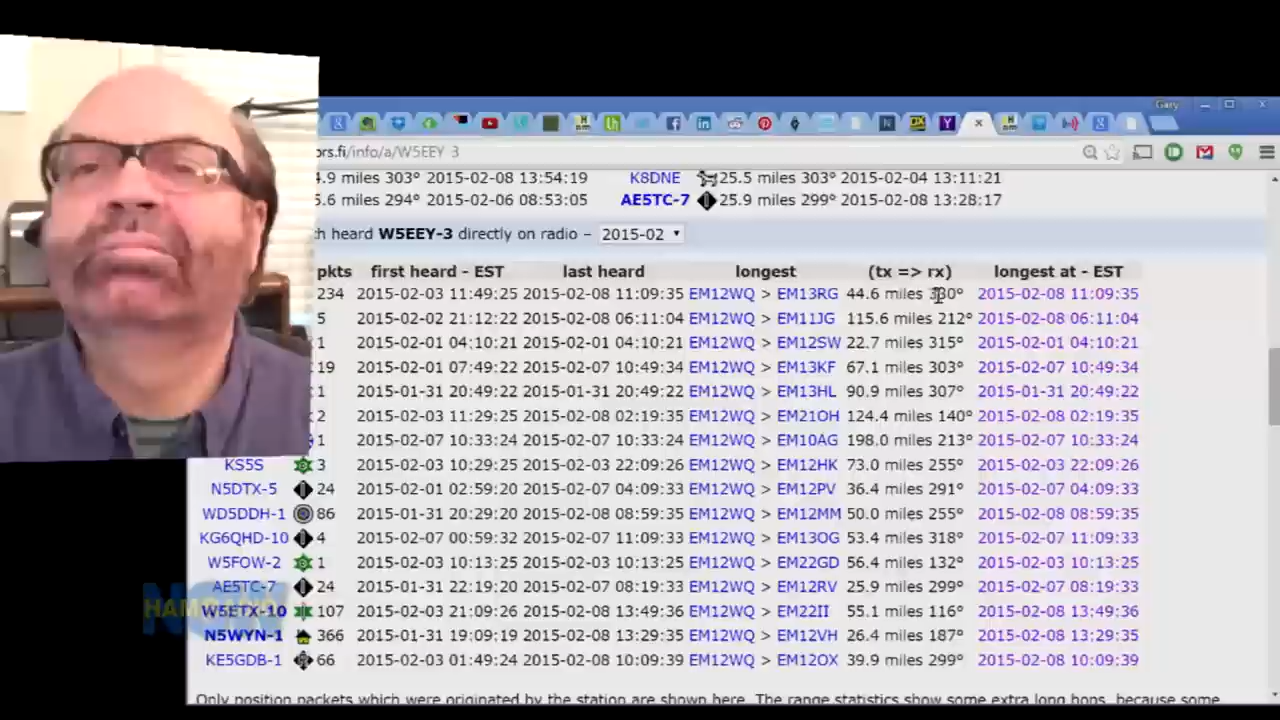 Gary
ors.fi/info/a/W5EEY 3
.9 miles 303° 2015-02-08 13:54:19 K8DNE 25.5 miles 303° 2015-02-04 13:11:21
.6 miles 294° 2015-02-06 08:53:05 AE5TC-7 25.9 miles 299° 2015-02-08 13:28:17
ch heard W5EEY-3 directly on radio – 2015-02
pkts first heard - EST last heard longest (tx => rx) longest at - EST
234 2015-02-03 11:49:25 2015-02-08 11:09:35 EM12WQ > EM13RG 44.6 miles 330° 2015-02-08 11:09:35
5 2015-02-02 21:12:22 2015-02-08 06:11:04 EM12WQ > EM11JG 115.6 miles 212° 2015-02-08 06:11:04
1 2015-02-01 04:10:21 2015-02-01 04:10:21 EM12WQ > EM12SW 22.7 miles 315° 2015-02-01 04:10:21
19 2015-02-01 07:49:22 2015-02-07 10:49:34 EM12WQ > EM13KF 67.1 miles 303° 2015-02-07 10:49:34
1 2015-01-31 20:49:22 2015-01-31 20:49:22 EM12WQ > EM13HL 90.9 miles 307° 2015-01-31 20:49:22
2 2015-02-03 11:29:25 2015-02-08 02:19:35 EM12WQ > EM21OH 124.4 miles 140° 2015-02-08 02:19:35
1 2015-02-07 10:33:24 2015-02-07 10:33:24 EM12WQ > EM10AG 198.0 miles 213° 2015-02-07 10:33:24
KS5S 3 2015-02-03 10:29:25 2015-02-03 22:09:26 EM12WQ > EM12HK 73.0 miles 255° 2015-02-03 22:09:26
N5DTX-5 24 2015-02-01 02:59:20 2015-02-07 04:09:33 EM12WQ > EM12PV 36.4 miles 291° 2015-02-07 04:09:33
WD5DDH-1 86 2015-01-31 20:29:20 2015-02-08 08:59:35 EM12WQ > EM12MM 50.0 miles 255° 2015-02-08 08:59:35
KG6QHD-10 4 2015-02-07 00:59:32 2015-02-07 11:09:33 EM12WQ > EM13OG 53.4 miles 318° 2015-02-07 11:09:33
W5FOW-2 1 2015-02-03 10:13:25 2015-02-03 10:13:25 EM12WQ > EM22GD 56.4 miles 132° 2015-02-03 10:13:25
AE5TC-7 24 2015-01-31 22:19:20 2015-02-07 08:19:33 EM12WQ > EM12RV 25.9 miles 299° 2015-02-07 08:19:33
W5ETX-10 107 2015-02-03 21:09:26 2015-02-08 13:49:36 EM12WQ > EM22II 55.1 miles 116° 2015-02-08 13:49:36
N5WYN-1 366 2015-01-31 19:09:19 2015-02-08 13:29:35 EM12WQ > EM12VH 26.4 miles 187° 2015-02-08 13:29:35
KE5GDB-1 66 2015-02-03 01:49:24 2015-02-08 10:09:39 EM12WQ > EM12OX 39.9 miles 299° 2015-02-08 10:09:39
Only position packets which were originated by the station are shown here. The range statistics show some extra long hops, because some